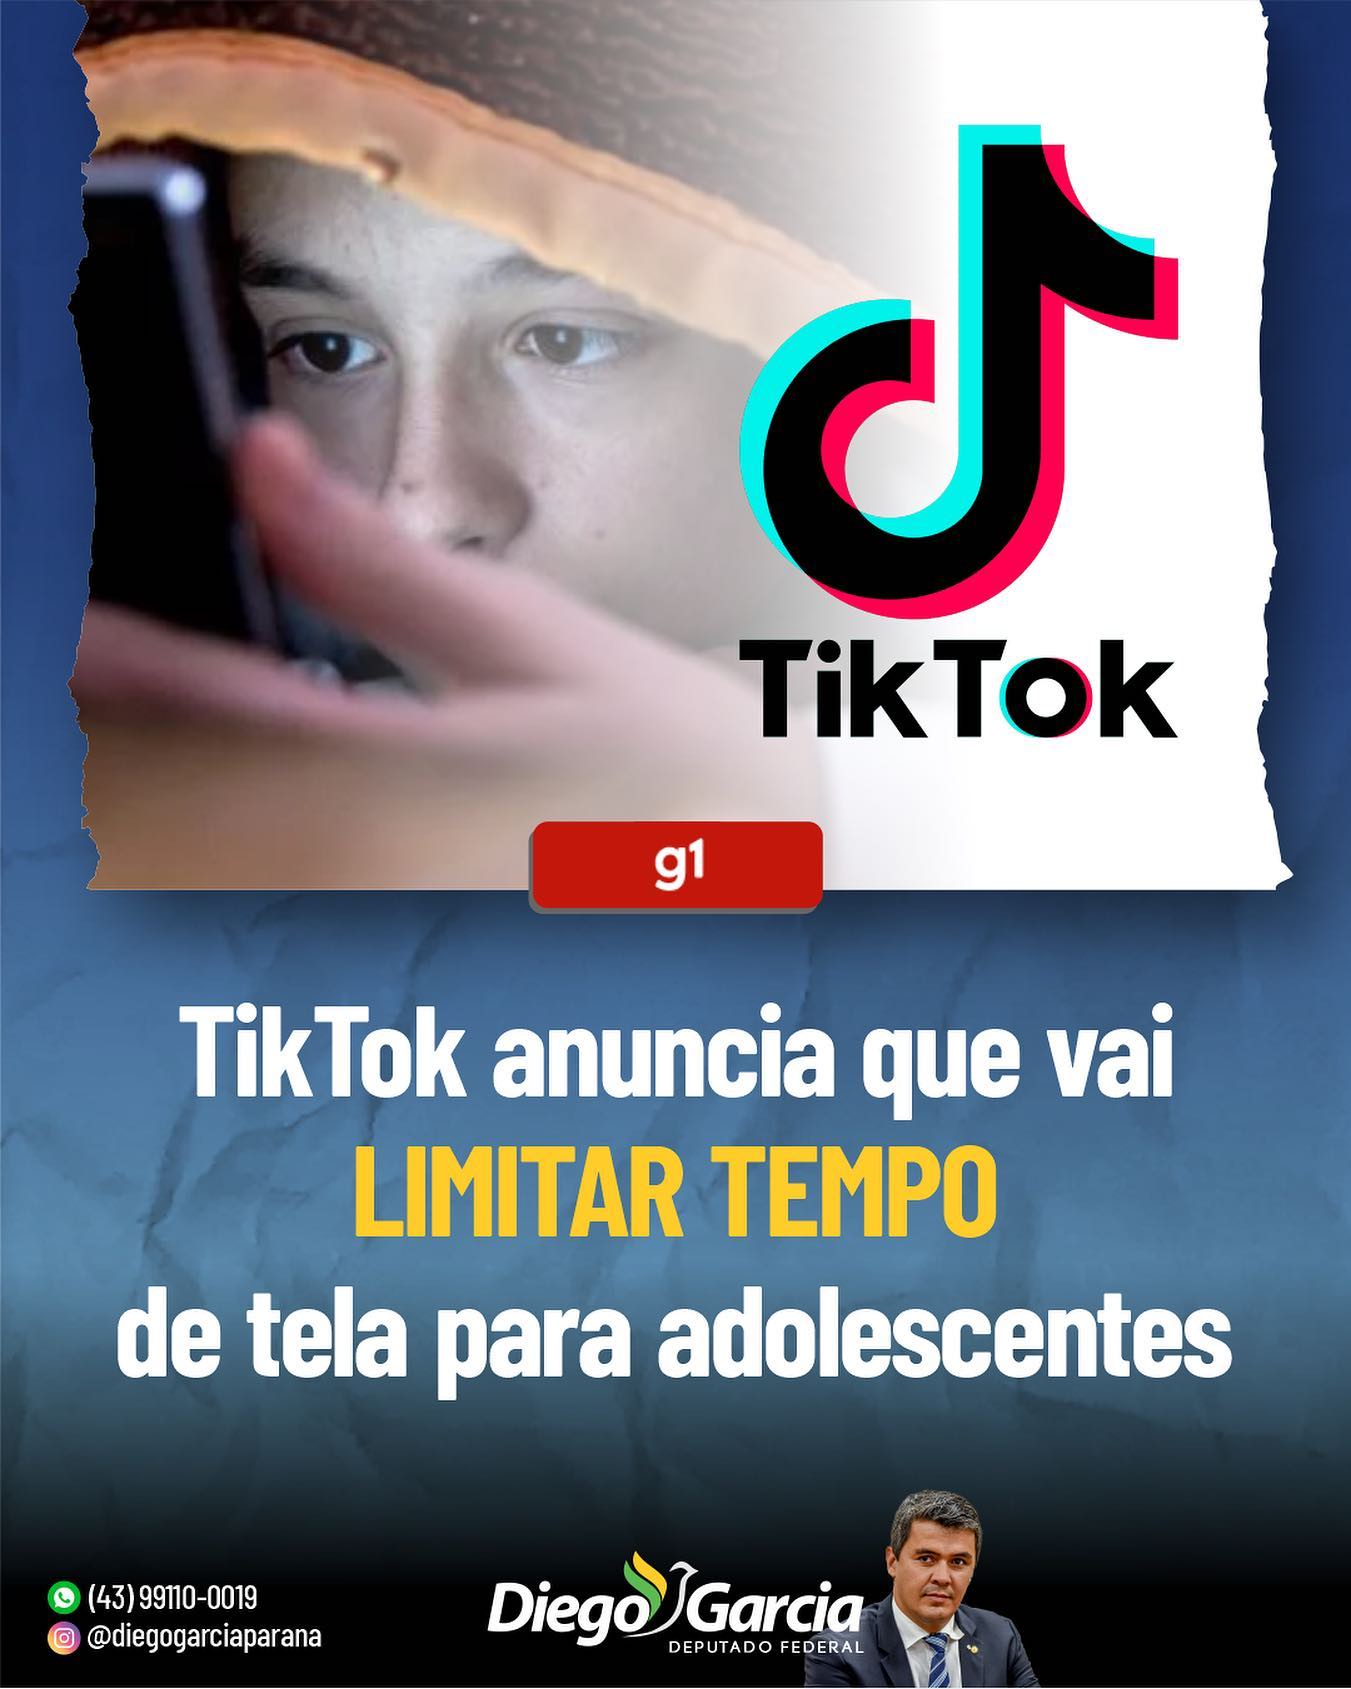 TikTok
g1
TikTok anuncia que vai
LIMITAR TEMPO
de tela para adolescentes
(43) 99110-0019
@diegogarciaparana
Diego Garcia
DEPUTADO FEDERAL